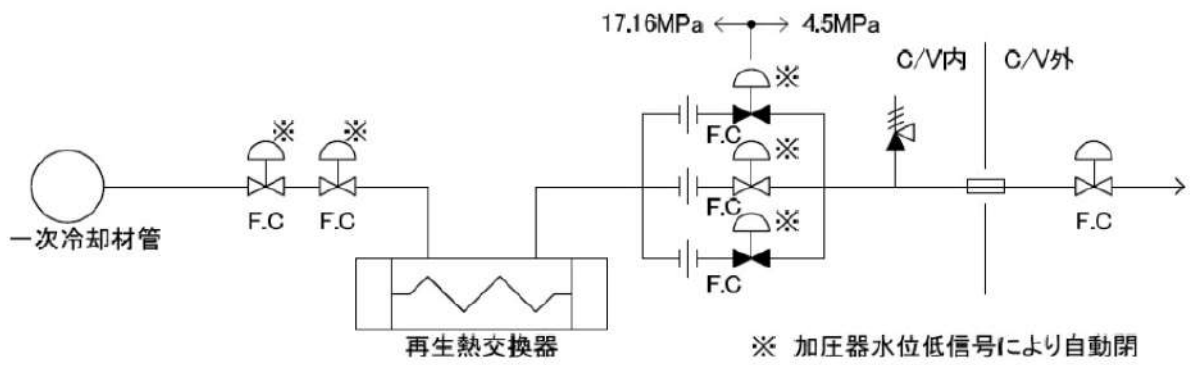 17.16MPa 4.5MPa
C/V内 C/V外
※
F.C
※ ※ ※
F.C
F.C F.C F.C
※
一次冷却材管
F.C
再生熱交換器
※ 加圧器水位低信号により自動閉